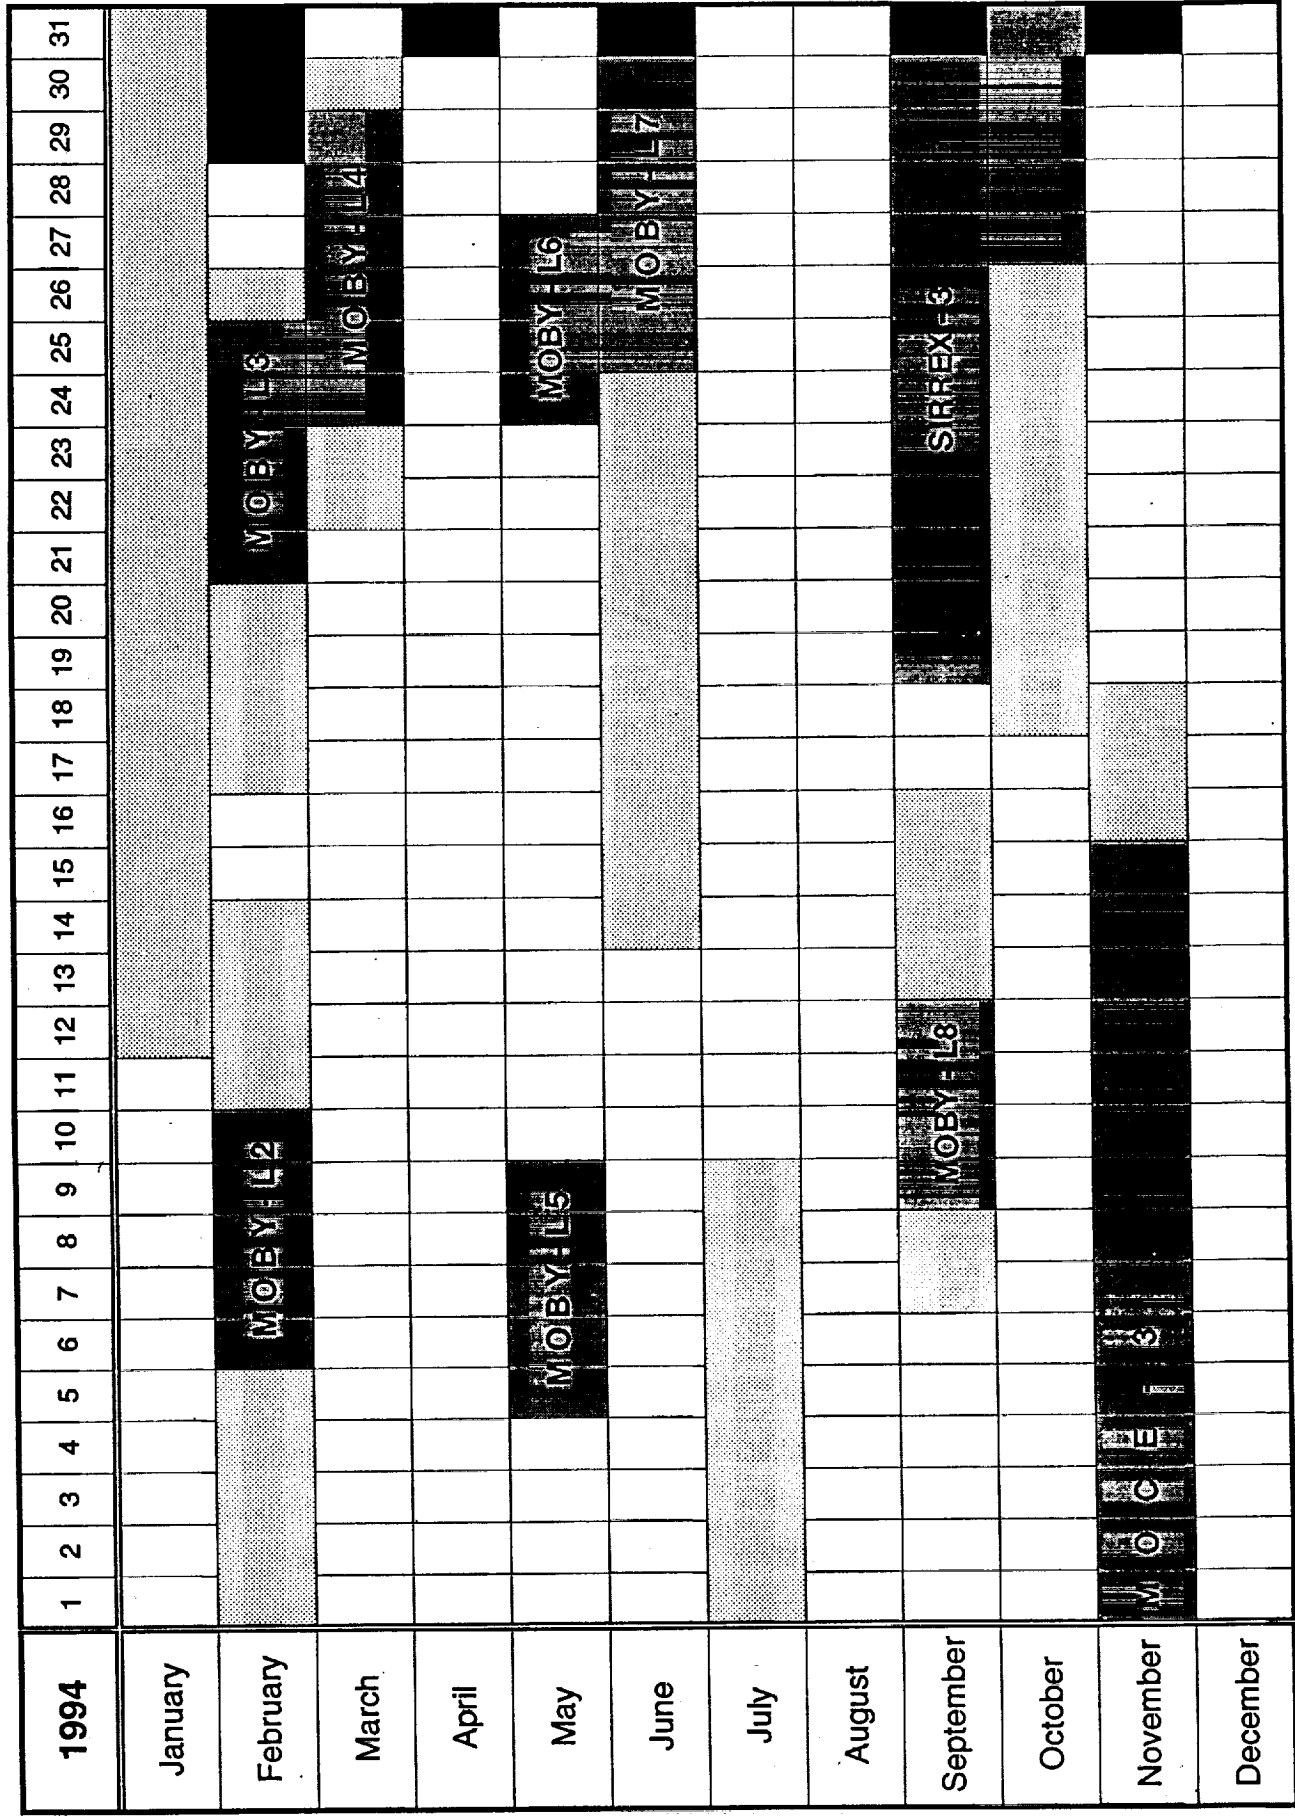 1994 1 2 3 4 5 6 7 8 9 10 11 12 13 14 15 16 17 18 19 20 21 22 23 24 25 26 27 28 29 30 31
January
February MOBY-L2 MOBY-L3
March MOBY-L4
April
May MOBY-L5 MOBY-L6
June MOBY-L7
July
August
September MOBY-L8 SIRREX-3
October
November MOCE-3
December